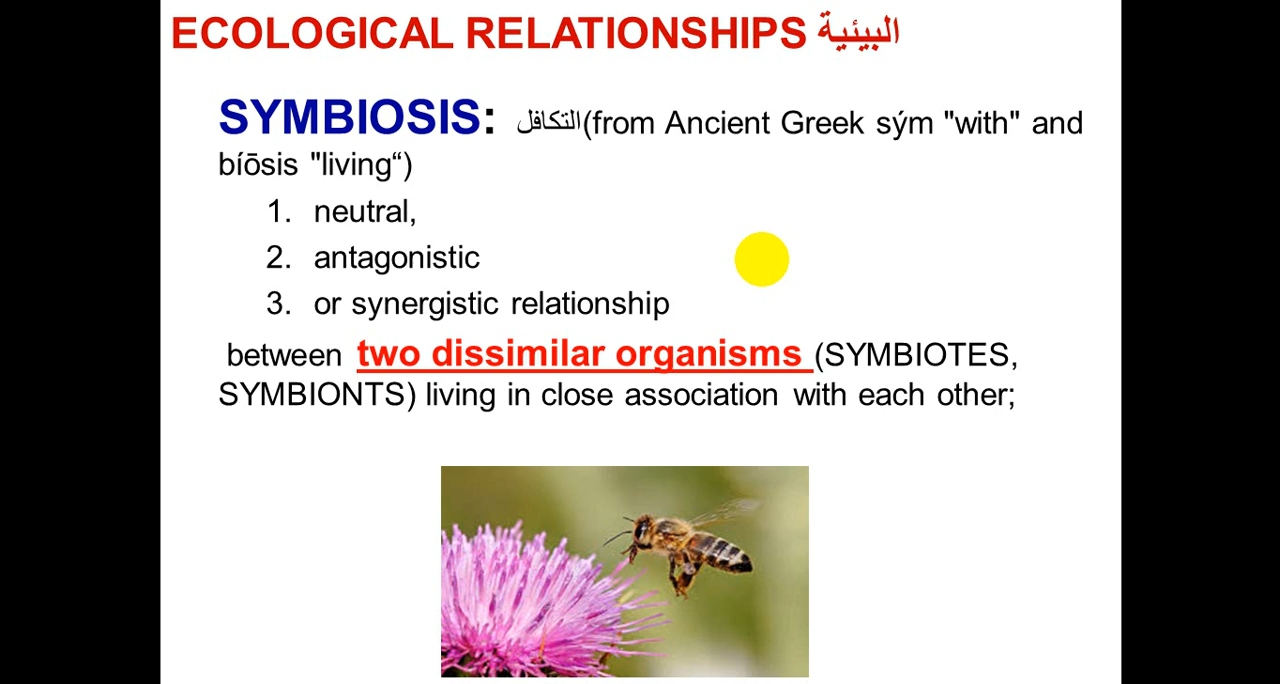 ECOLOGICAL RELATIONSHIPS البيئية
SYMBIOSIS: التكافل(from Ancient Greek sým "with" and
bíōsis "living“)
1. neutral,
2. antagonistic
3. or synergistic relationship
between two dissimilar organisms (SYMBIOTES,
SYMBIONTS) living in close association with each other;